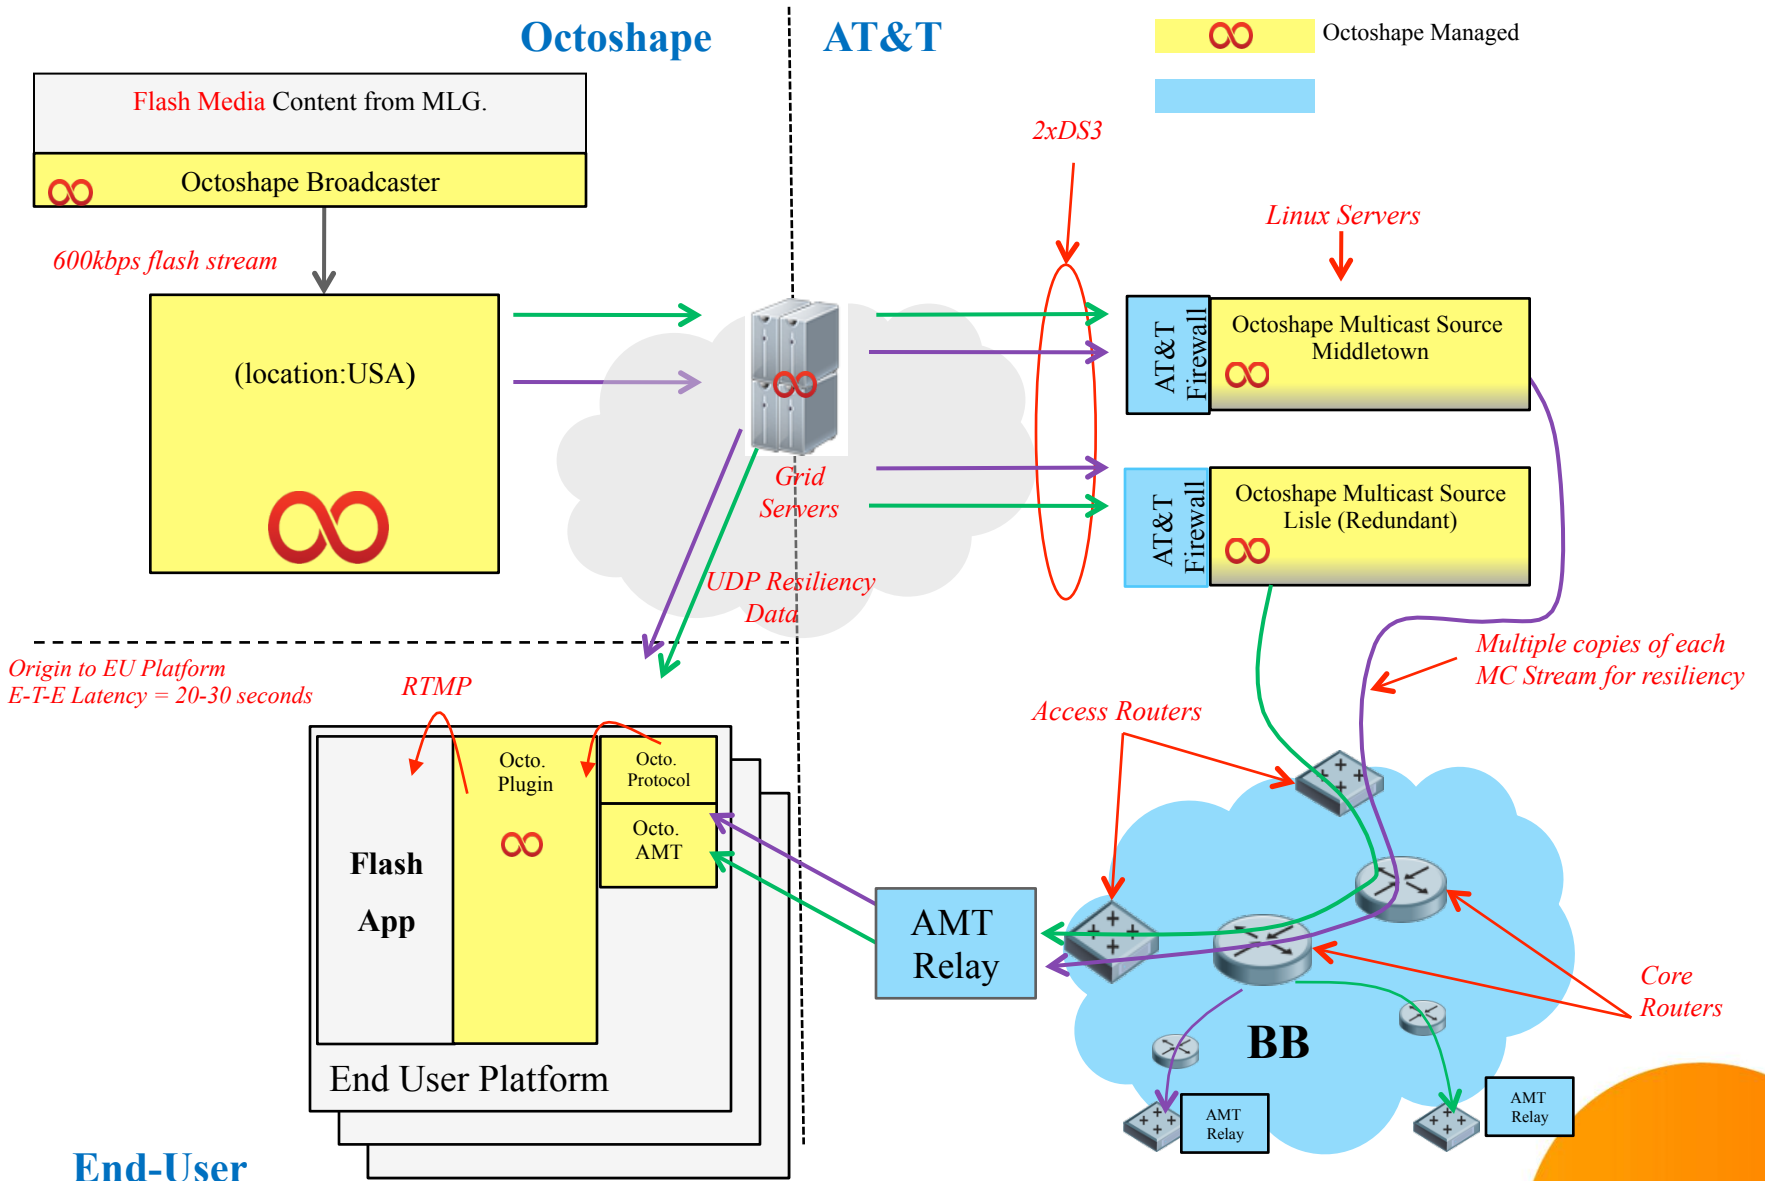 Octoshape
AT&T
Octoshape Managed
Flash Media Content from MLG.
Octoshape Broadcaster
600kbps flash stream
(location:USA)
Grid
Servers
UDP Resiliency
Data
2xDS3
Linux Servers
AT&T
Firewall
Octoshape Multicast Source
Middletown
AT&T
Firewall
Octoshape Multicast Source
Lisle (Redundant)
Multiple copies of each
MC Stream for resiliency
Origin to EU Platform
E-T-E Latency = 20-30 seconds
RTMP
Access Routers
Octo.
Plugin
Octo.
Protocol
Octo.
AMT
Flash
App
AMT
Relay
Core
Routers
BB
End User Platform
AMT
Relay
AMT
Relay
End-User